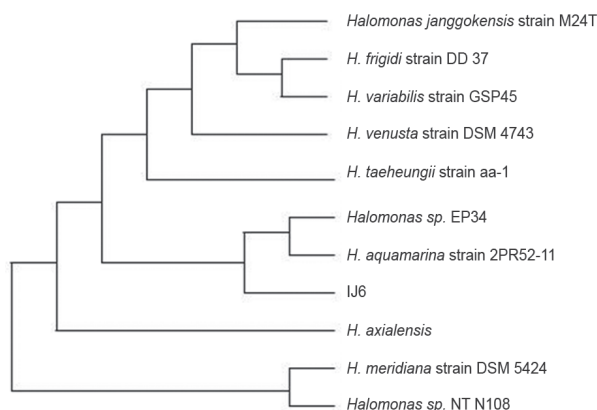 Halomonas janggokensis strain M24T
H. frigidi strain DD 37
H. variabilis strain GSP45
H. venusta strain DSM 4743
H. taeheungii strain aa-1
Halomonas sp. EP34
H. aquamarina strain 2PR52-11
IJ6
H. axialensis
H. meridiana strain DSM 5424
Halomonas sp. NT N108